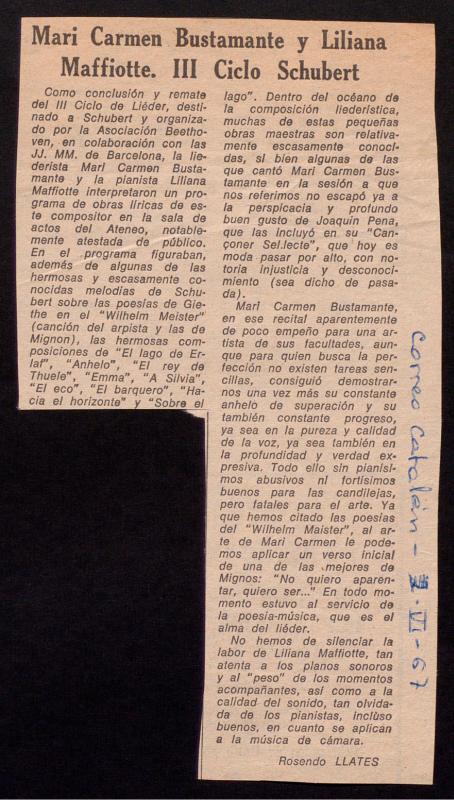 Mari Carmen Bustamante y Liliana
Maffiotte. III Ciclo Schubert
Como conclusión y remate
del III Ciclo de Liéder, desti-
nado a Schubert y organiza-
do por la Asociación Beetho-
ven, en colaboración con las
JJ. MM. de Barcelona, la lie-
derista Mari Carmen Busta-
mante y la pianista Liliana
Maffiotte interpretaron un pro-
grama de obras líricas de es-
te compositor en la sala de
actos del Ateneo, notable-
mente atestada de público.
En el programa figuraban,
además de algunas de las
hermosas y escasamente co-
nocidas melodías de Schu-
bert sobre las poesías de Gie-
the en el "Wilhelm Meister"
(canción del arpista y las de
Mignon), las hermosas com-
posiciones de "El lago de Er-
laf", "Anhelo", "El rey de
Thuele", "Emma", "A Silvia",
"El eco", "El barquero", "Ha-
cia el horizonte" y "Sobre el
lago". Dentro del océano de
la composición liederística,
muchas de estas pequeñas
obras maestras son relativa-
mente escasamente conoci-
das, si bien algunas de las
que cantó Mari Carmen Bus-
tamante en la sesión a que
nos referimos no escapó ya a
la perspicacia y profundo
buen gusto de Joaquín Pena,
que las incluyó en su "Can-
çoner Sel.lecte", que hoy es
moda pasar por alto, con no-
toria injusticia y desconoci-
miento (sea dicho de pasa-
da).
Mari Carmen Bustamante,
en ese recital aparentemente
de poco empeño para una ar-
tista de sus facultades, aun-
que para quien busca la per-
fección no existen tareas sen-
cillas, consiguió demostrar-
nos una vez más su constante
anhelo de superación y su
también constante progreso,
ya sea en la pureza y calidad
de la voz, ya sea también en
la profundidad y verdad ex-
presiva. Todo ello sin pianisi-
mos abusivos ni fortísimos
buenos para las candilejas,
pero fatales para el arte. Ya
que hemos citado las poesías
del "Wilhelm Maister", al ar-
te de Mari Carmen le pode-
mos aplicar un verso inicial
de una de las mejores de
Mignos: "No quiero aparen-
tar, quiero ser..." En todo mo-
mento estuvo al servicio de
la poesía-música, que es el
alma del liéder.
No hemos de silenciar la
labor de Liliana Maffiotte, tan
atenta a los planos sonoros
y al "peso" de los momentos
acompañantes, así como a la
calidad del sonido, tan olvida-
da de los pianistas, incluso
buenos, en cuanto se aplican
a la música de cámara.
Rosendo LLATES
Correo Catalán - VI - 67